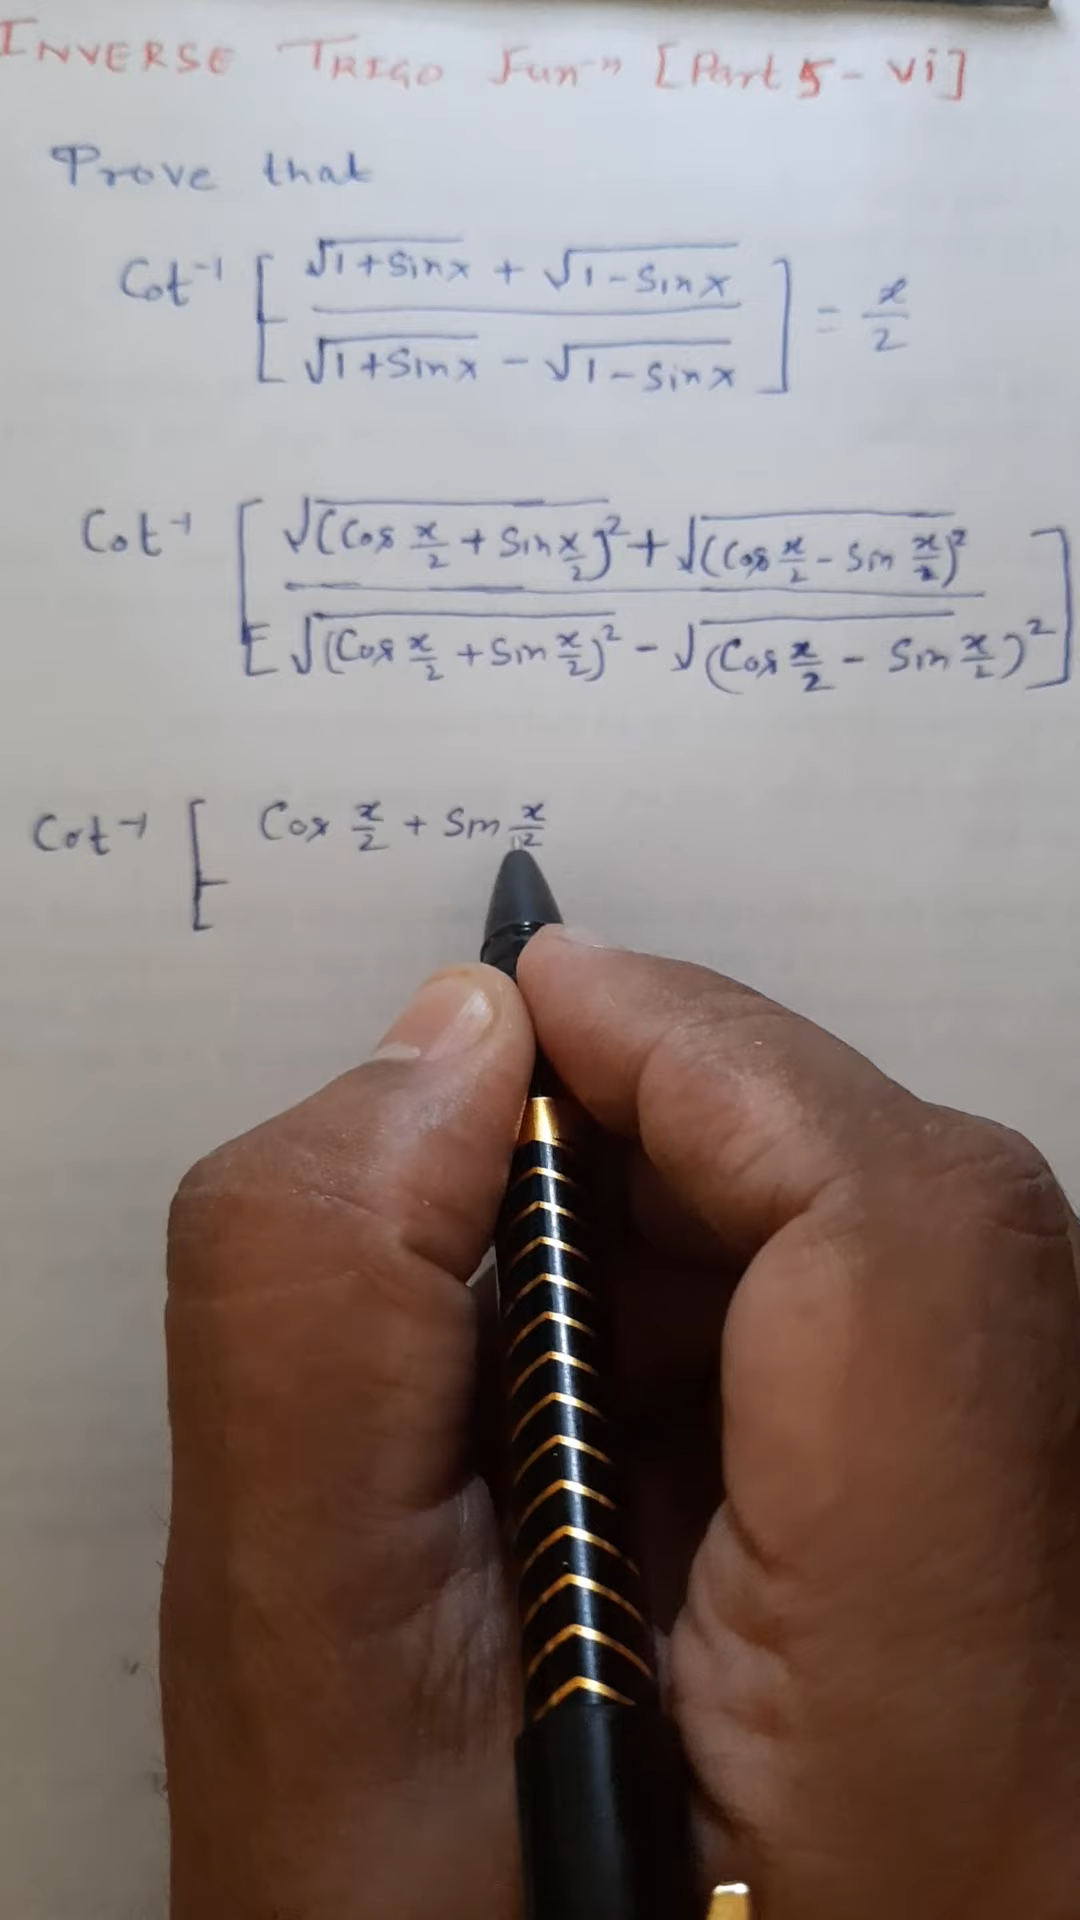 INVERSE TRIGO Funⁿ [Part 5 - vi]
Prove that
Cot⁻¹ [ (√1+Sinx + √1-Sinx) / (√1+Sinx - √1-Sinx) ] = x/2
Cot⁻¹ [ (√(Cos x/2 + Sin x/2)² + √(Cos x/2 - Sin x/2)²) / (√(Cos x/2 + Sin x/2)² - √(Cos x/2 - Sin x/2)²) ]
Cot⁻¹ [ Cos x/2 + Sin x/2